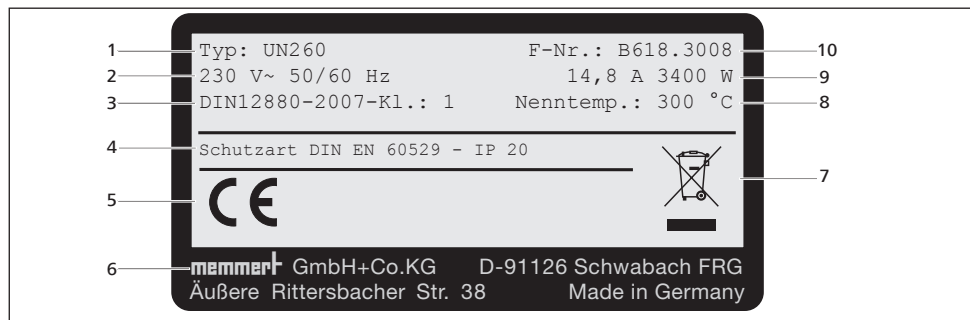 1 Typ: UN260 F-Nr.: B618.3008 10
2 230 V~ 50/60 Hz 14,8 A 3400 W 9
3 DIN12880-2007-Kl.: 1 Nenntemp.: 300 °C 8
4 Schutzart DIN EN 60529 - IP 20
7
5 CE
6 memmert GmbH+Co.KG D-91126 Schwabach FRG
Äußere Rittersbacher Str. 38 Made in Germany